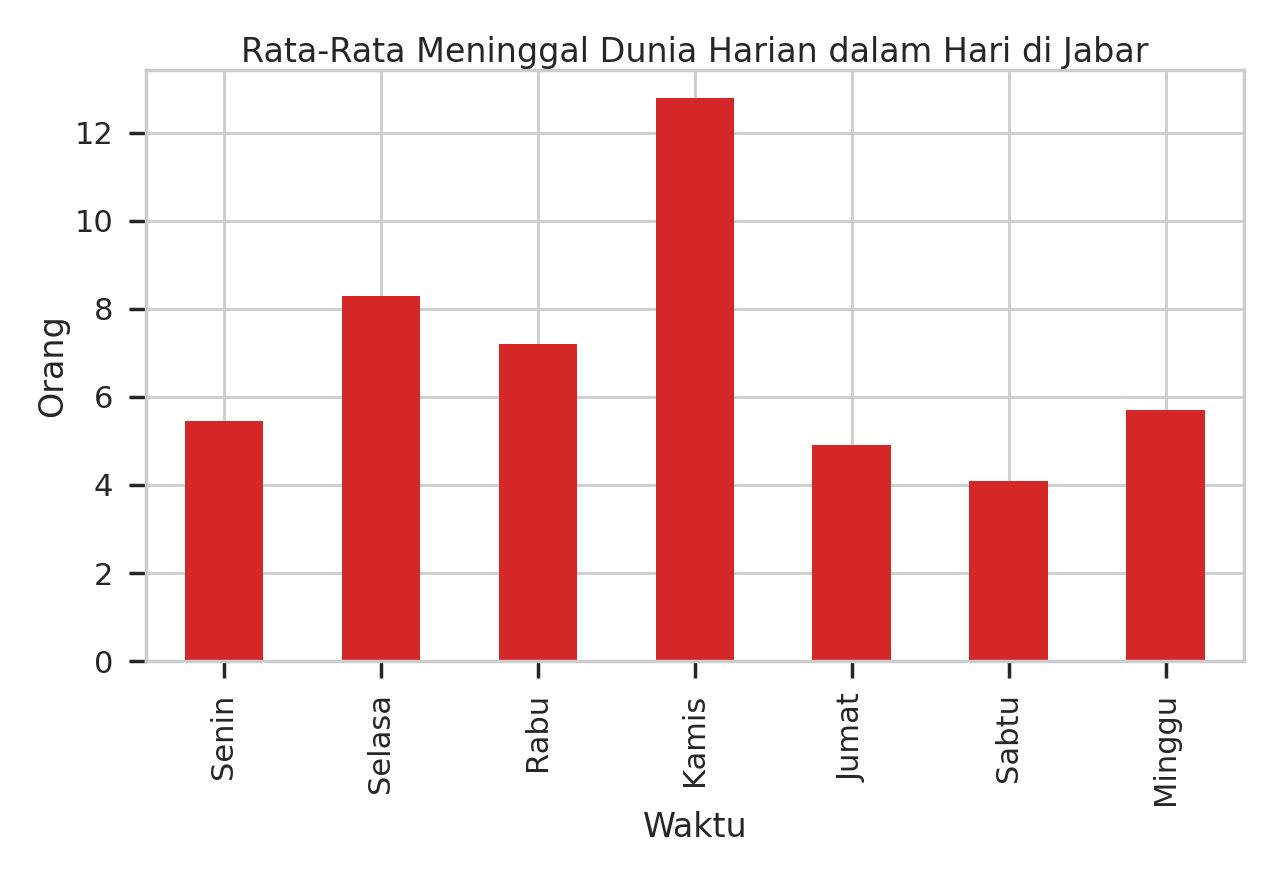 Rata-Rata Meninggal Dunia Harian dalam Hari di Jabar
Orang
12
10
8
6
4
2
0
Senin
Selasa
Rabu
Kamis
Jumat
Sabtu
Minggu
Waktu